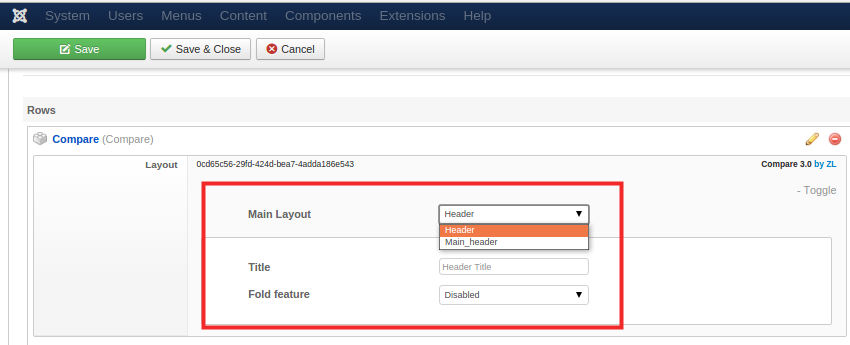 System Users Menus Content Components Extensions Help
Save Save & Close Cancel
Rows
Compare (Compare)
Layout 0cd65c56-29fd-424d-bea7-4adda186e543 Compare 3.0 by ZL
- Toggle
Main Layout Header
Header
Main_header
Title Header Title
Fold feature Disabled